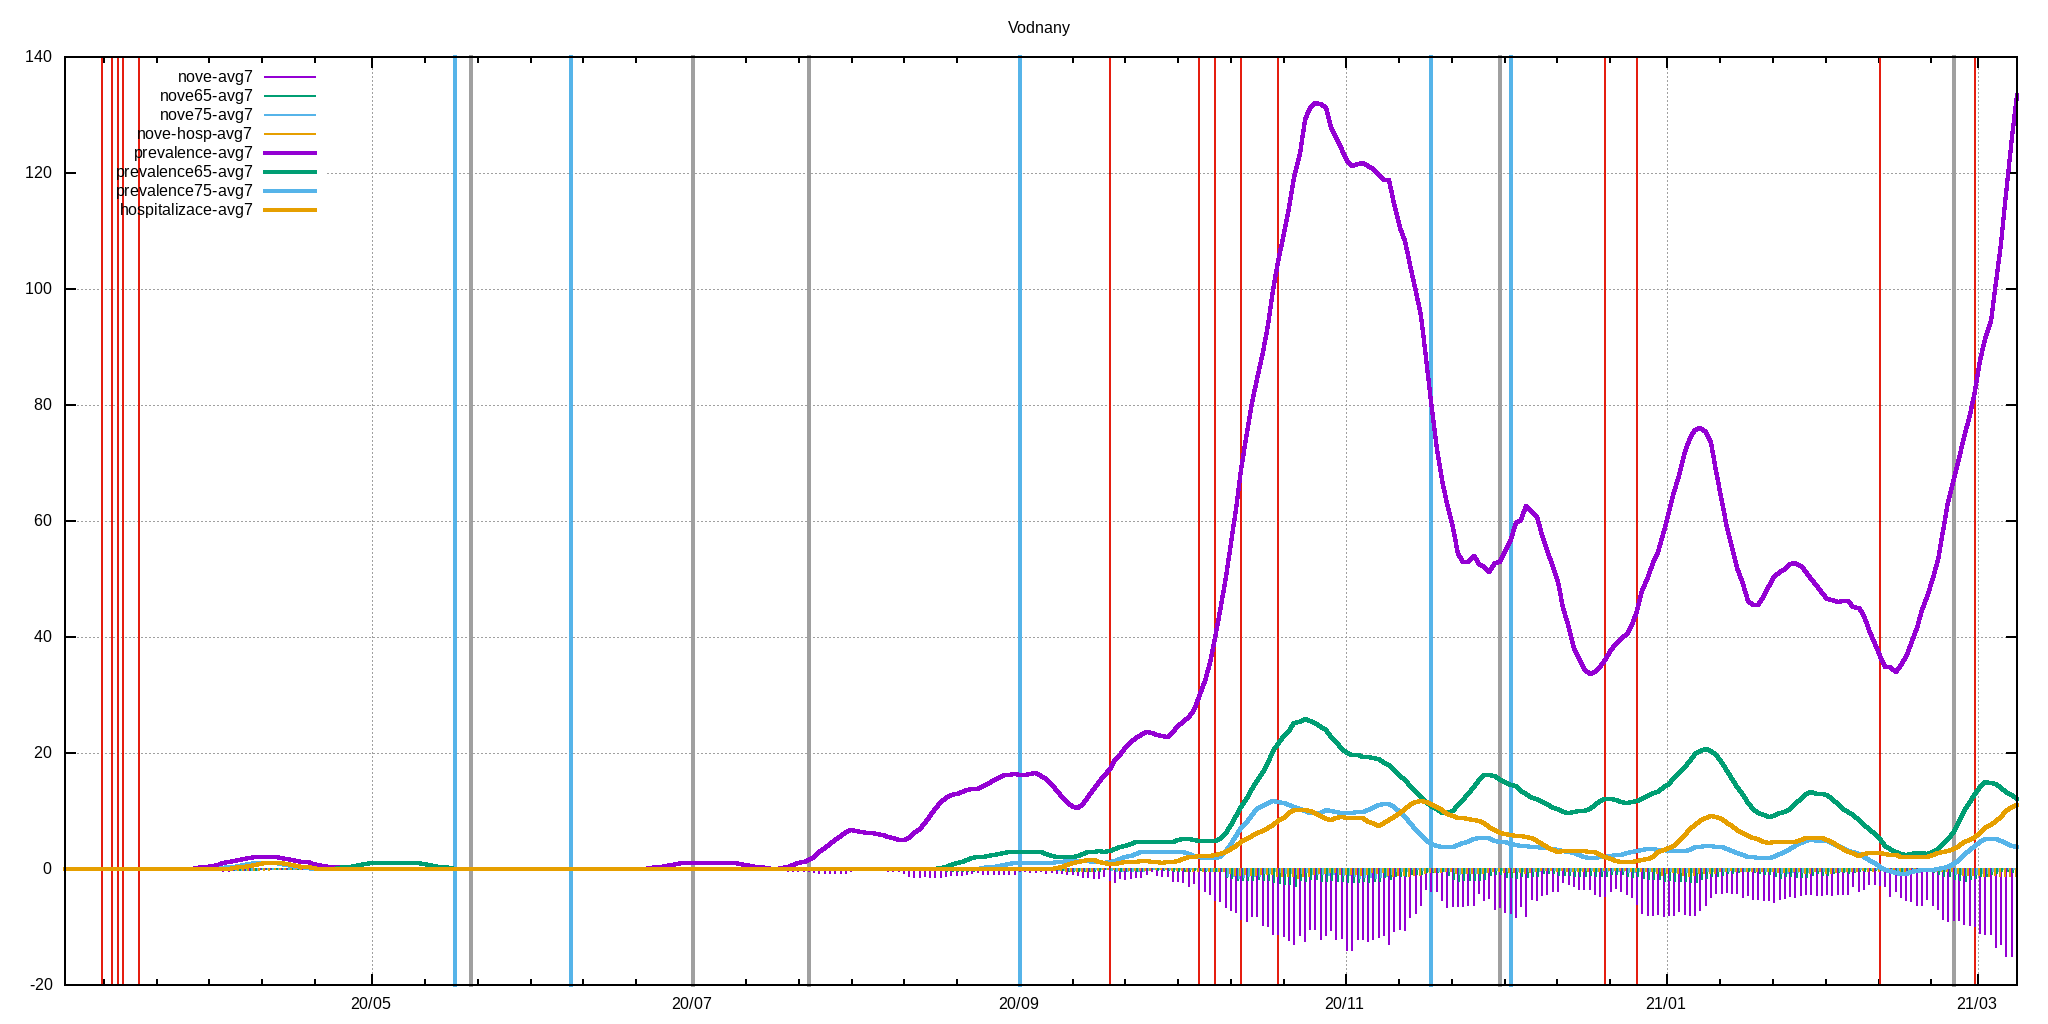 Vodnany
140
120
100
80
60
40
20
0
-20
nove-avg7
nove65-avg7
nove75-avg7
nove-hosp-avg7
prevalence-avg7
prevalence65-avg7
prevalence75-avg7
hospitalizace-avg7
20/05
20/07
20/09
20/11
21/01
21/03